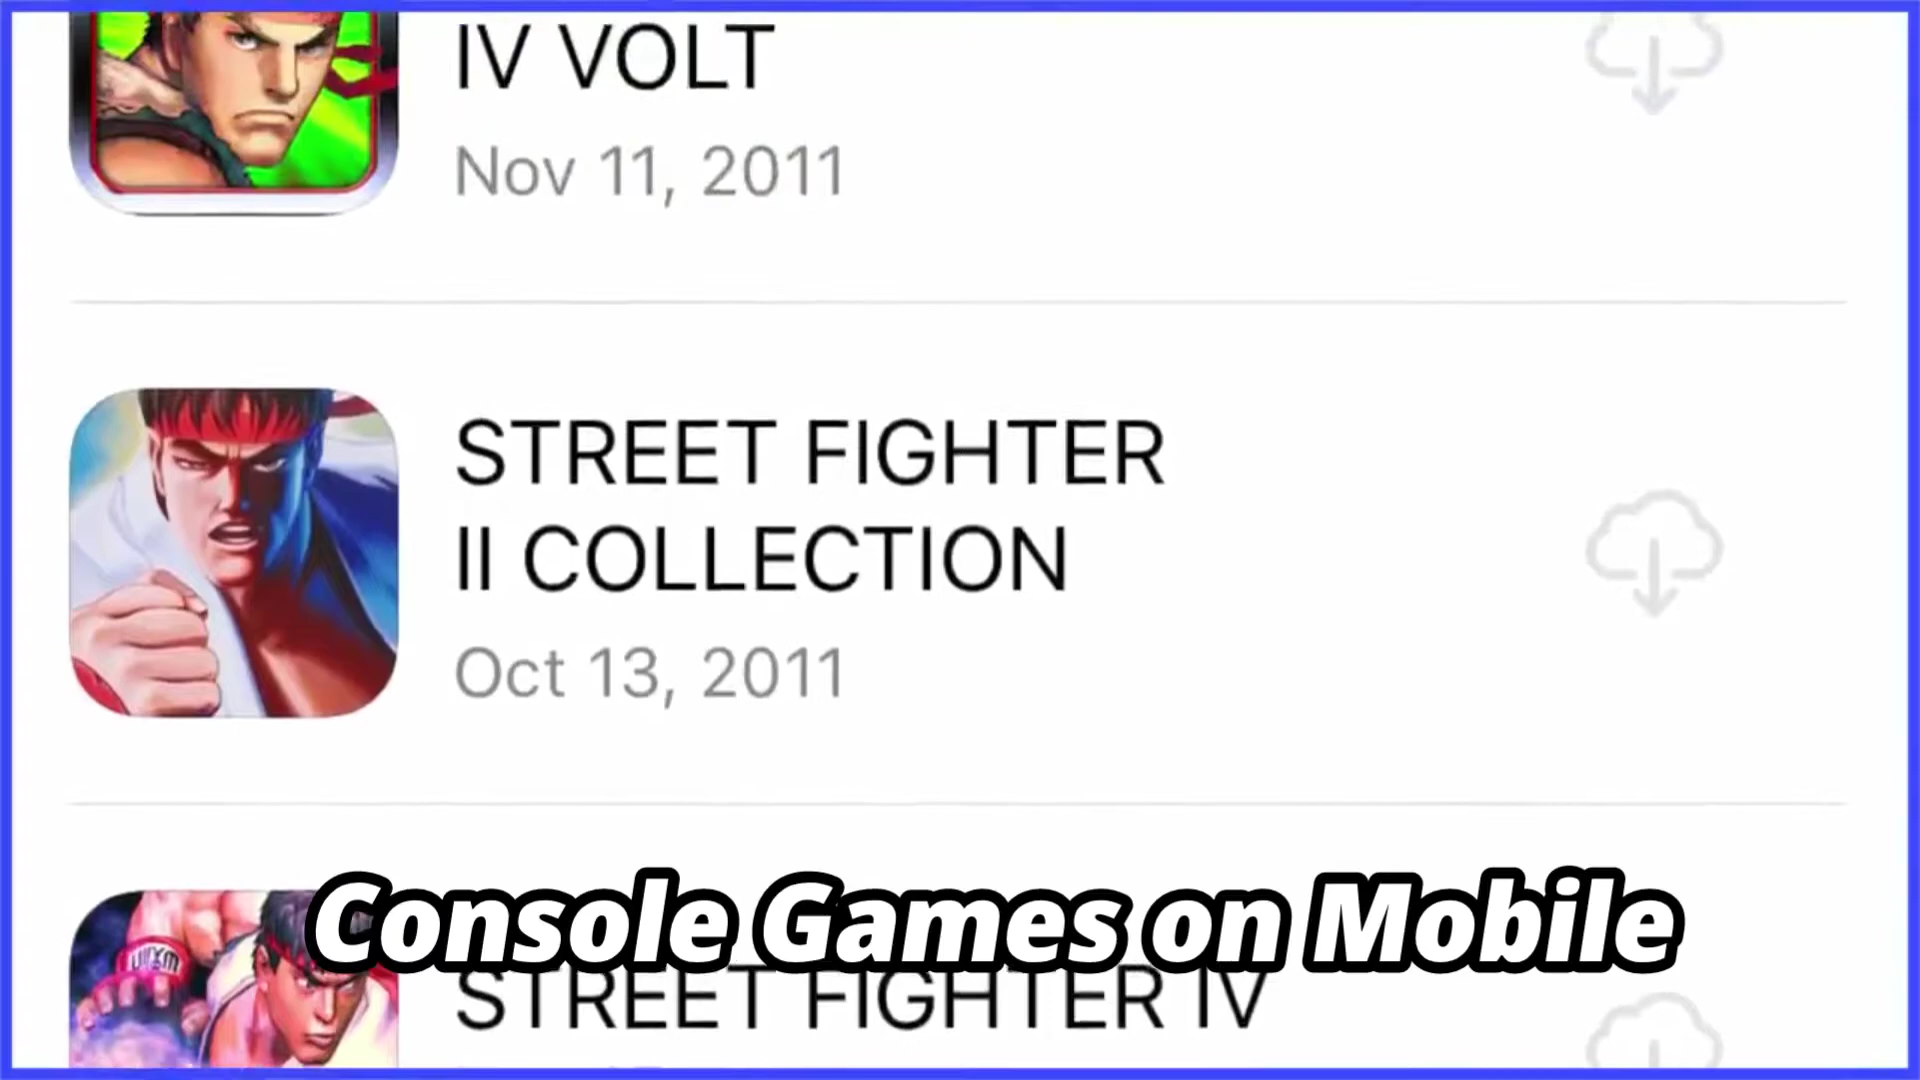 IV VOLT
Nov 11, 2011
STREET FIGHTER
II COLLECTION
Oct 13, 2011
Console Games on Mobile
STREET FIGHTER IV